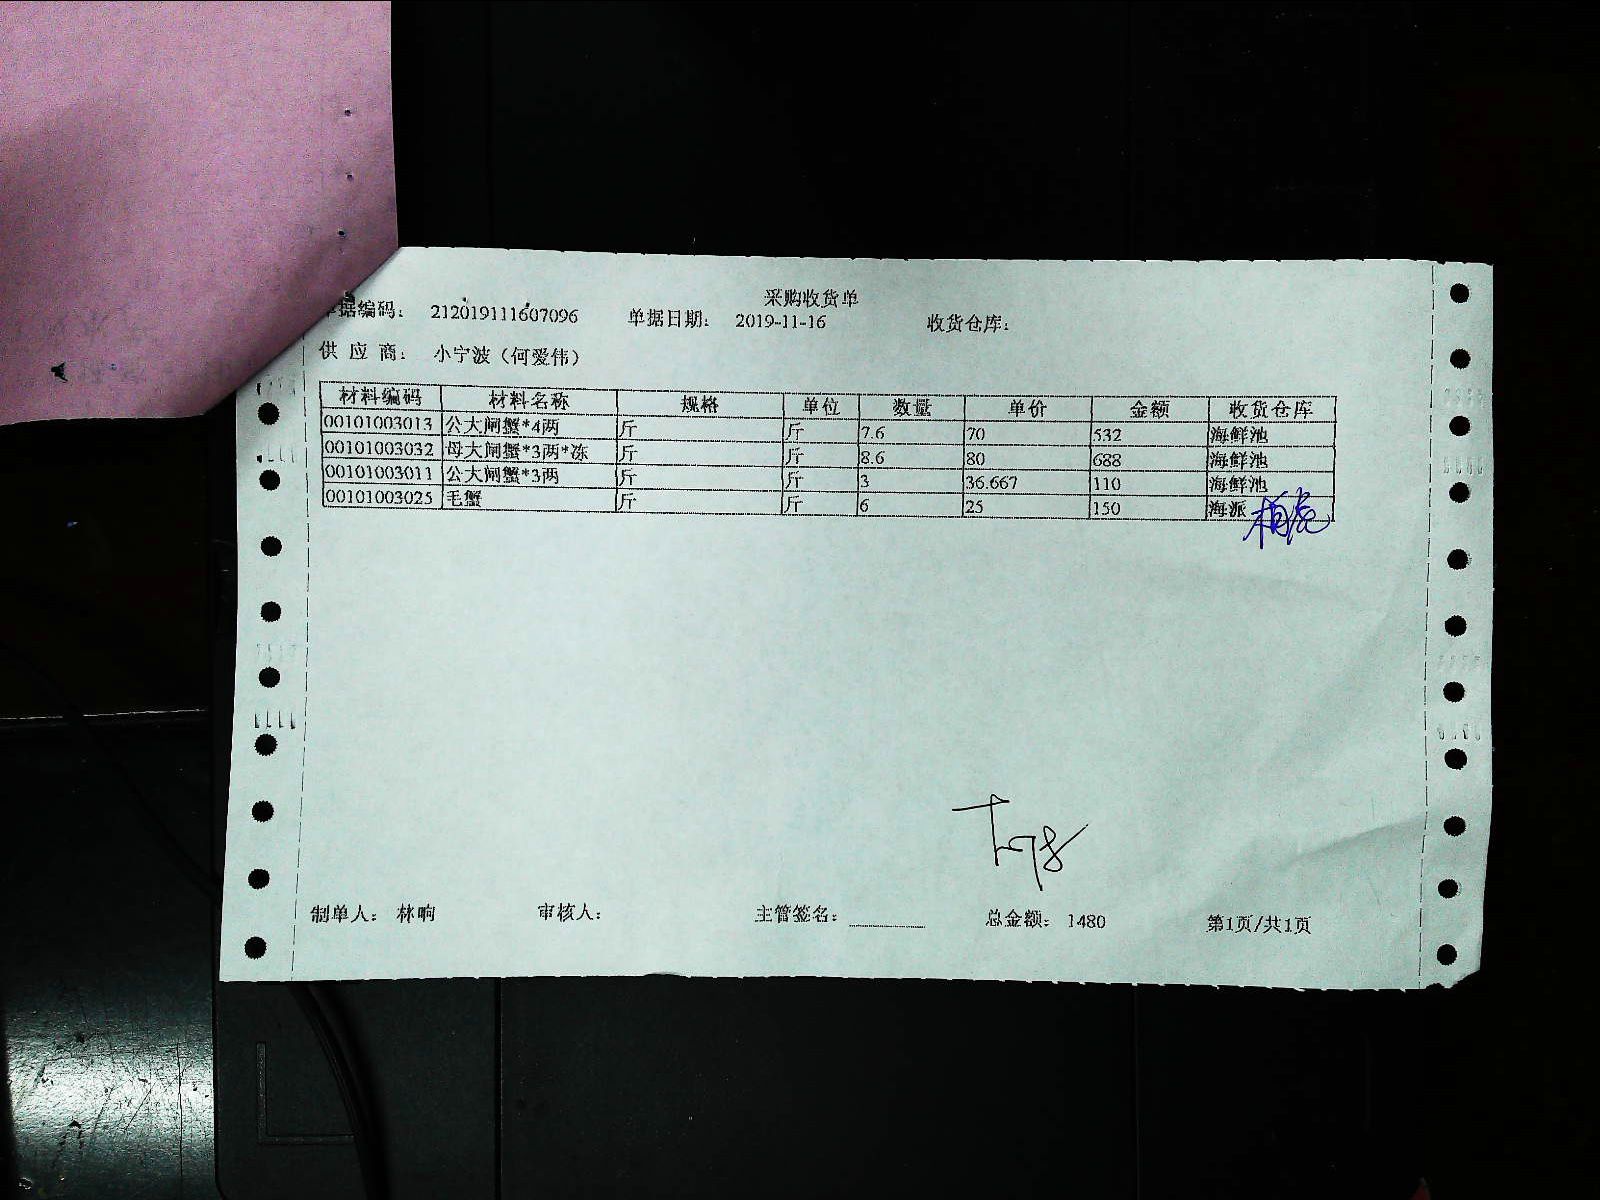 采购收货单
据编码： 212019111607096 单据日期： 2019-11-16 收货仓库：
供 应 商： 小宁波（何爱伟）
材料编码 材料名称 规格 单位 数量 单价 金额 收货仓库
00101003013 公大闸蟹*4两 斤 斤 7.6 70 532 海鲜池
00101003032 母大闸蟹*3两*冻 斤 斤 8.6 80 688 海鲜池
00101003011 公大闸蟹*3两 斤 斤 3 36.667 110 海鲜池
00101003025 毛蟹 斤 斤 6 25 150 海派
制单人： 林响 审核人： 主管签名： 总金额： 1480 第1页/共1页